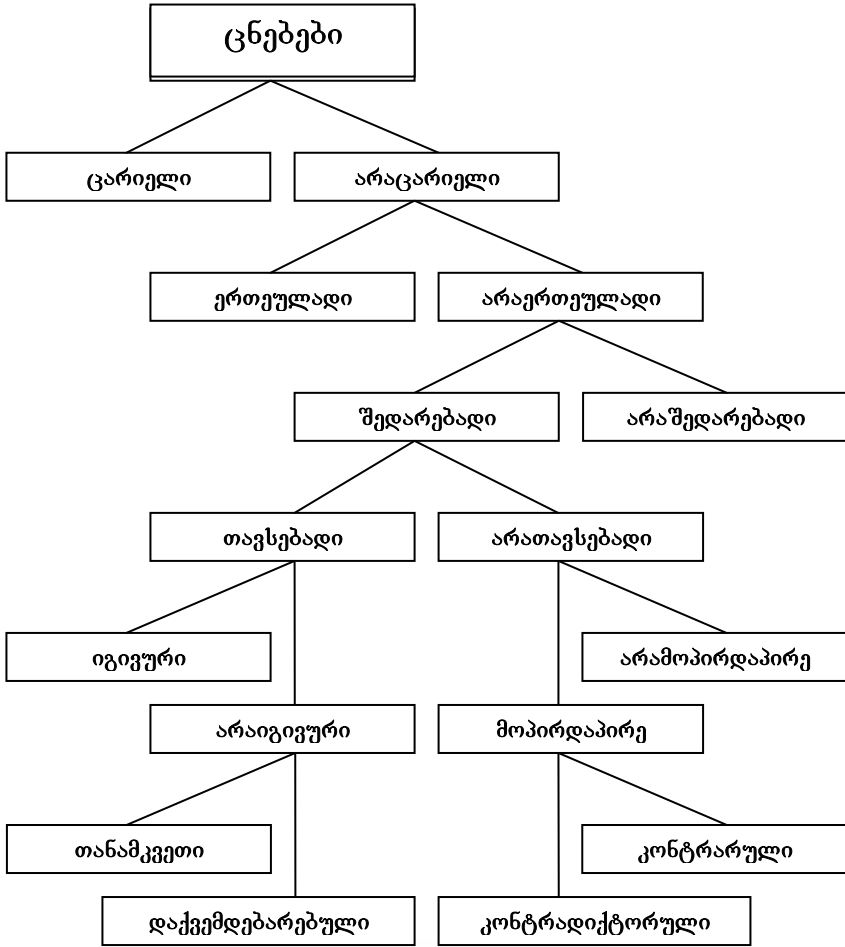 ცნებები
ცარიელი
არაცარიელი
ერთეულადი
არაერთეულადი
შედარებადი
არაშედარებადი
თავსებადი
არათავსებადი
იგივური
არამოპირდაპირე
არაიგივური
მოპირდაპირე
თანამკვეთი
კონტრარული
დაქვემდებარებული
კონტრადიქტორული